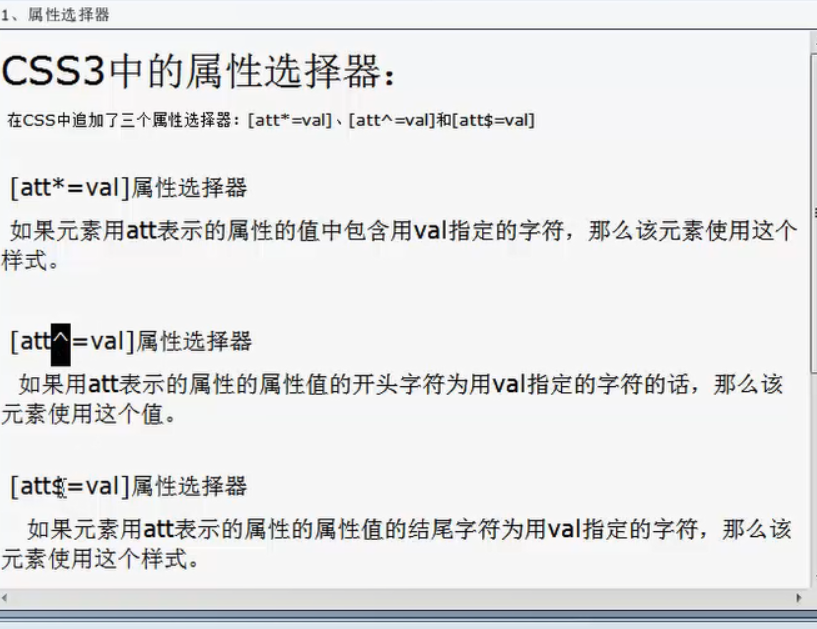 1、属性选择器
CSS3中的属性选择器：
在CSS中追加了三个属性选择器：[att*=val]、[att^=val]和[att$=val]
[att*=val]属性选择器
如果元素用att表示的属性的值中包含用val指定的字符，那么该元素使用这个
样式。
[att^=val]属性选择器
如果用att表示的属性的属性值的开头字符为用val指定的字符的话，那么该
元素使用这个值。
[att$=val]属性选择器
如果元素用att表示的属性的属性值的结尾字符为用val指定的字符，那么该
元素使用这个样式。